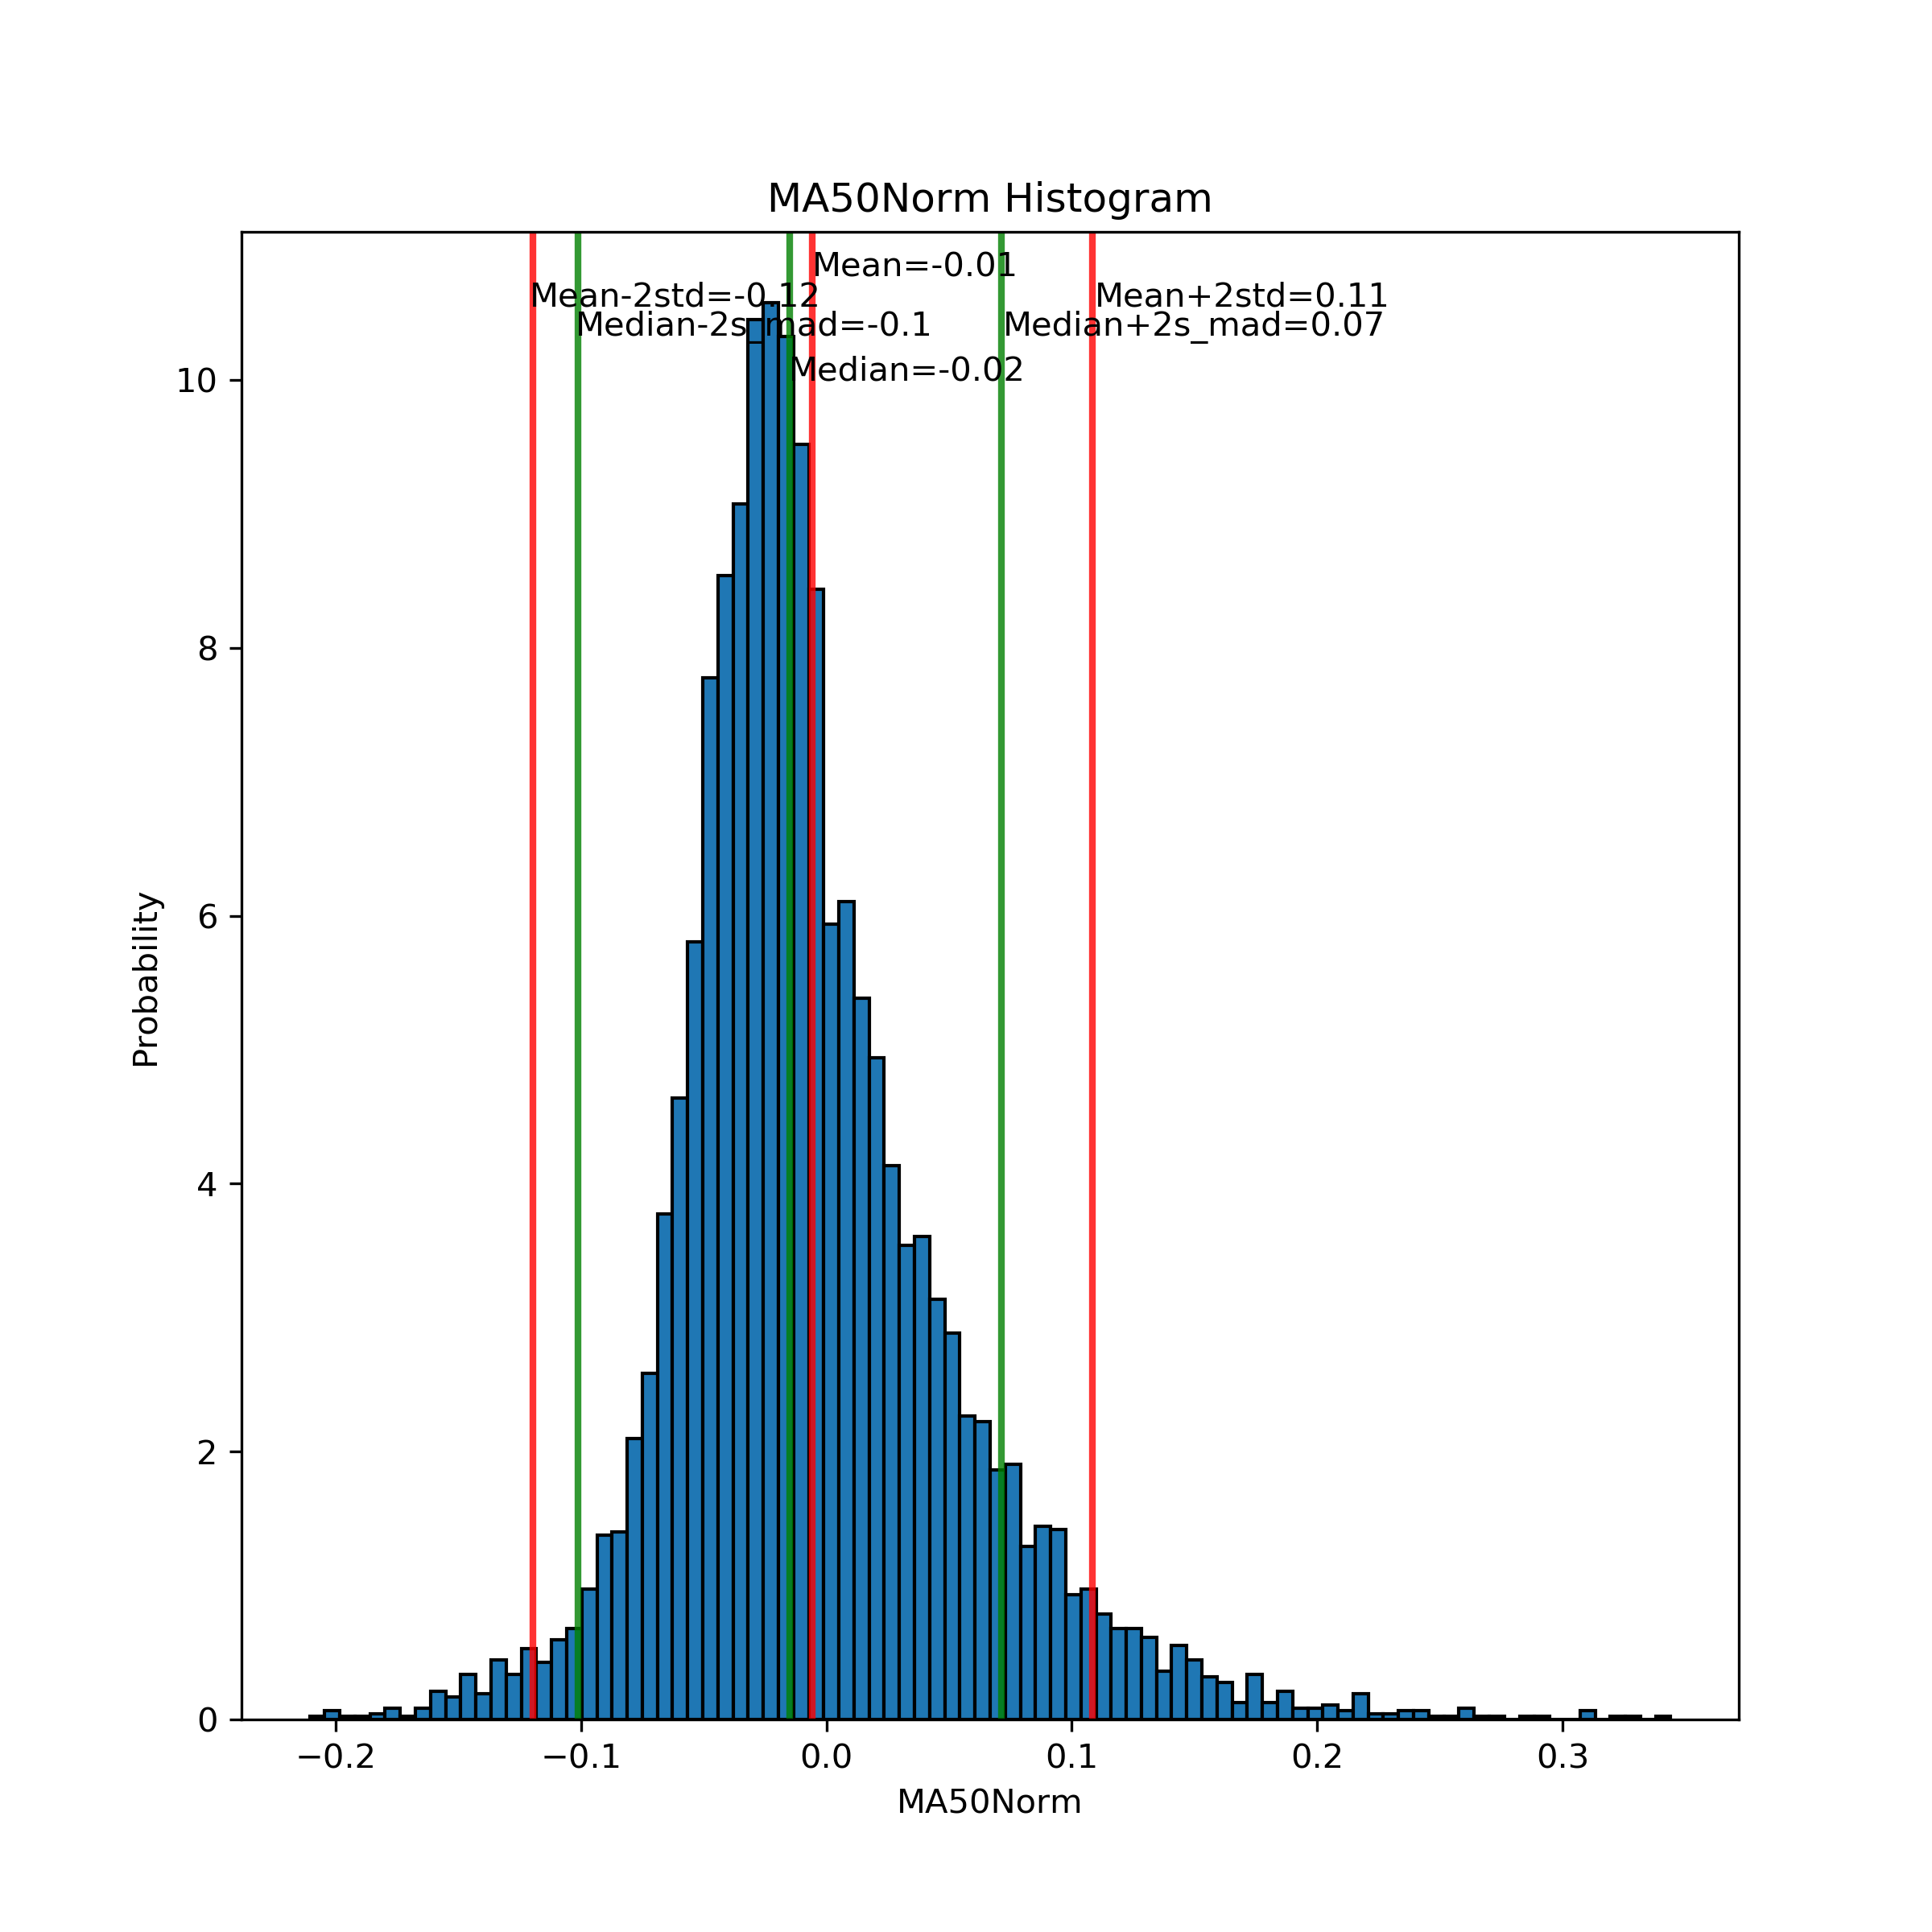 MA50Norm Histogram
Mean=-0.01
Mean-2std=-0.12
Mean+2std=0.11
Median-2s_mad=-0.1
Median+2s_mad=0.07
Median=-0.02
10
8
6
4
2
0
Probability
−0.2
−0.1
0.0
0.1
0.2
0.3
MA50Norm